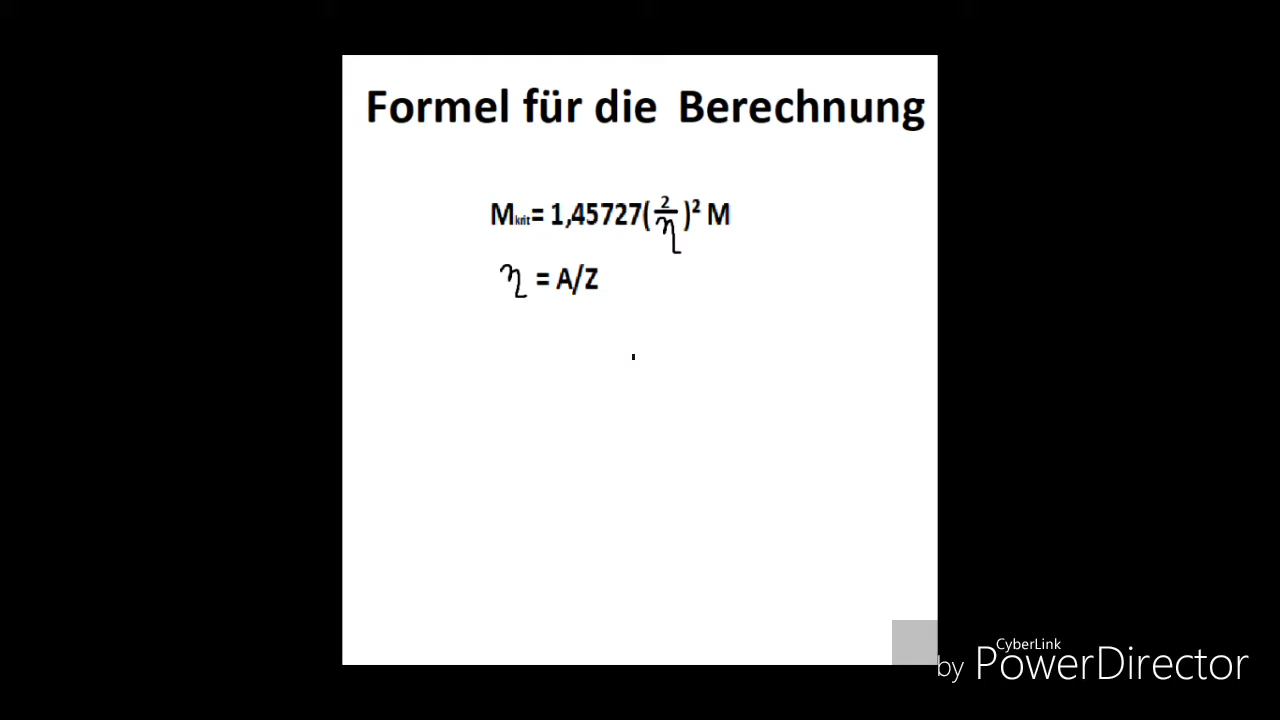 Formel für die Berechnung
Mkrit= 1,45727(2/η)² M
η = A/Z
CyberLink
by PowerDirector